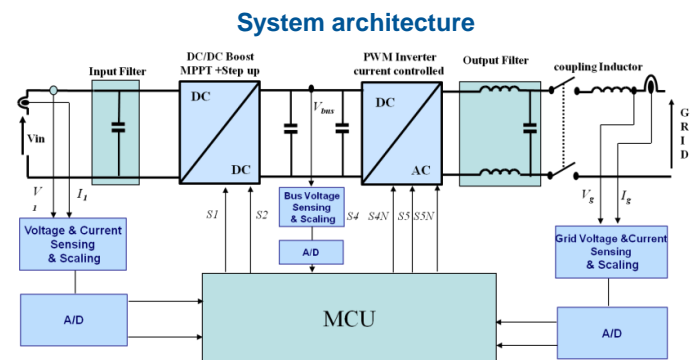 System architecture
DC/DC Boost
MPPT +Step up
PWM Inverter
current controlled
Output Filter
coupling Inductor
Input Filter
DC
DC
Vbus
DC
AC
Vin
G
R
I
D
V
1
I1
S1
S2
Bus Voltage
Sensing
& Scaling
S4
S4N
S5
S5N
Vg
Ig
Voltage & Current
Sensing
& Scaling
A/D
Grid Voltage &Current
Sensing
& Scaling
A/D
MCU
A/D